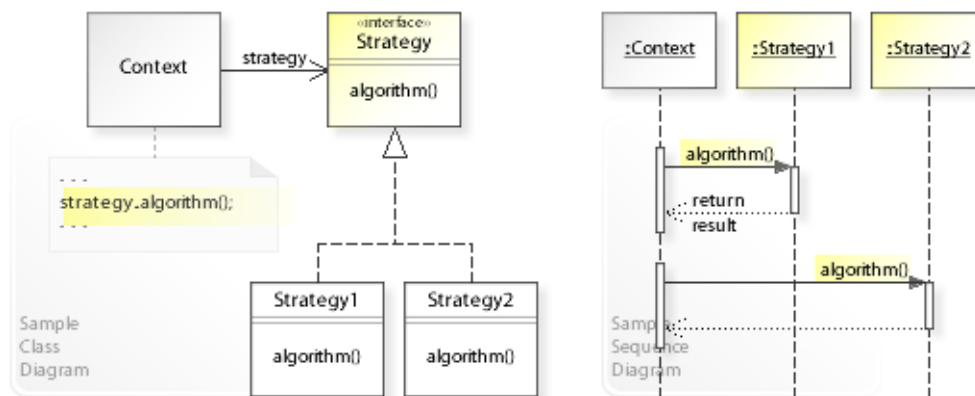 Context
strategy
«interface»
Strategy
algorithm()
- - -
strategy.algorithm();
- - -
Strategy1
algorithm()
Strategy2
algorithm()
Sample
Class
Diagram
:Context
:Strategy1
:Strategy2
algorithm()
return
result
algorithm()
Sample
Sequence
Diagram